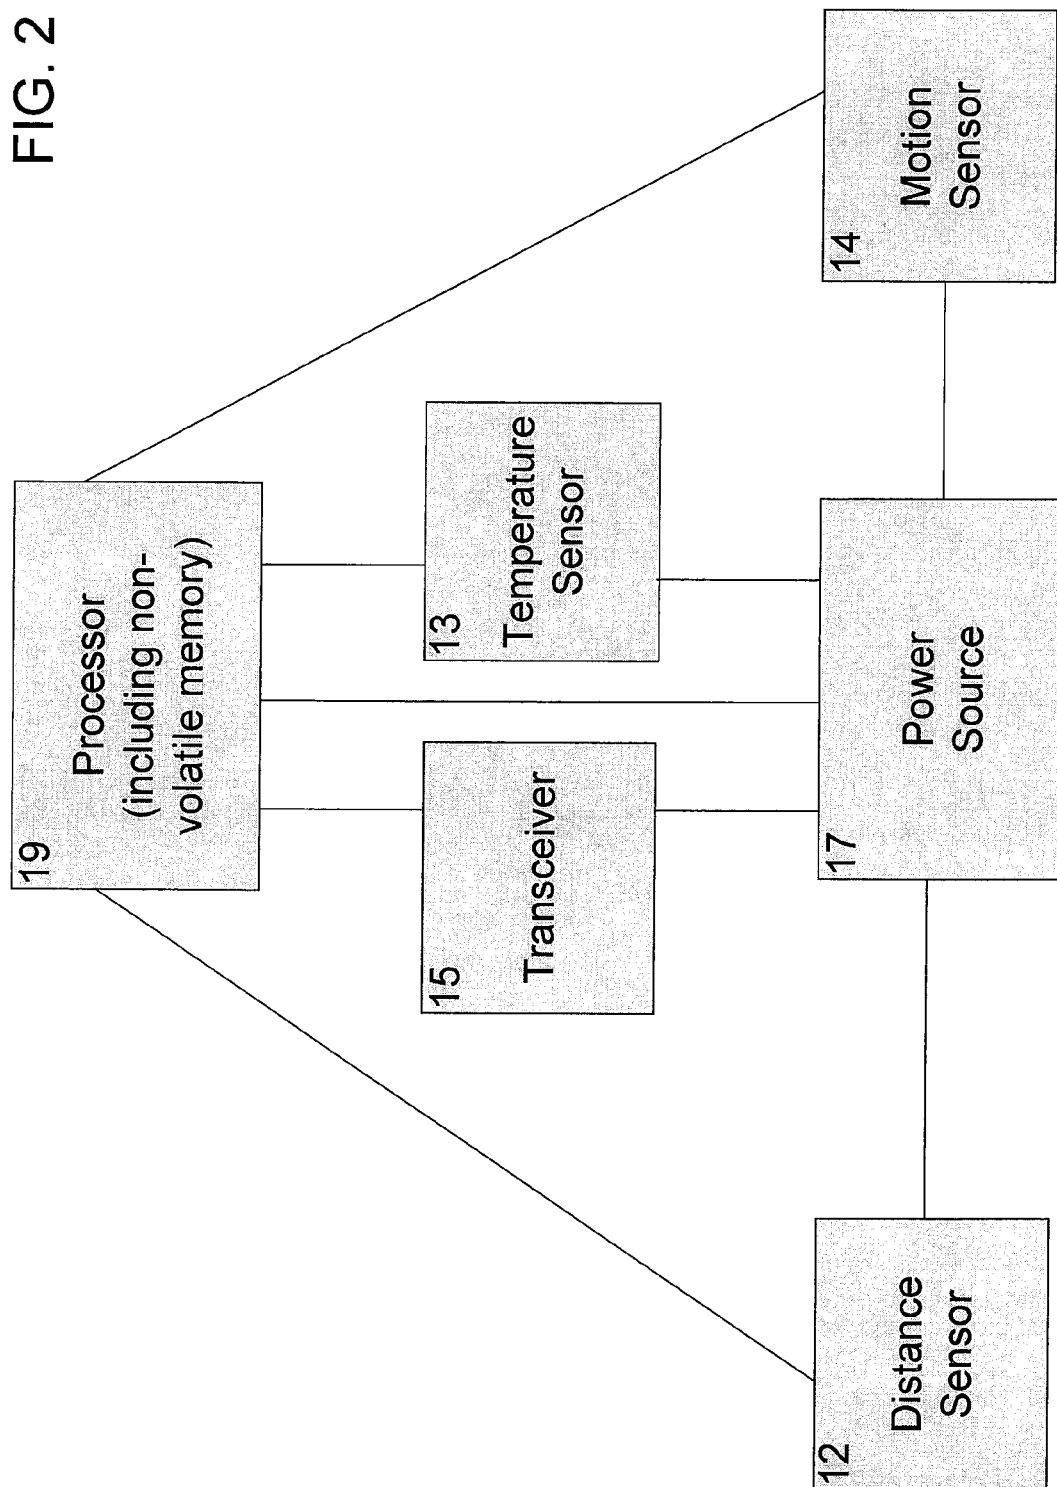 FIG. 2
19
Processor
(including non-
volatile memory)
15
Transceiver
13
Temperature
Sensor
12
Distance
Sensor
17
Power
Source
14
Motion
Sensor